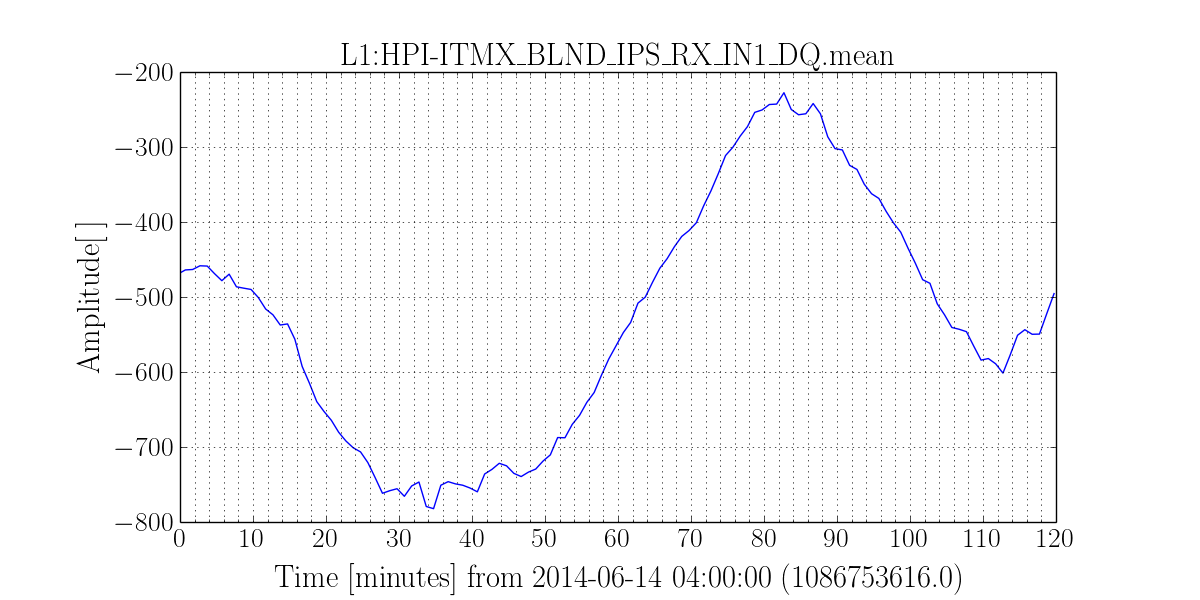 L1:HPI-ITMX_BLND_IPS_RX_IN1_DQ.mean
−200
−300
−400
−500
−600
−700
−800
Amplitude[ ]
0 10 20 30 40 50 60 70 80 90 100 110 120
Time [minutes] from 2014-06-14 04:00:00 (1086753616.0)